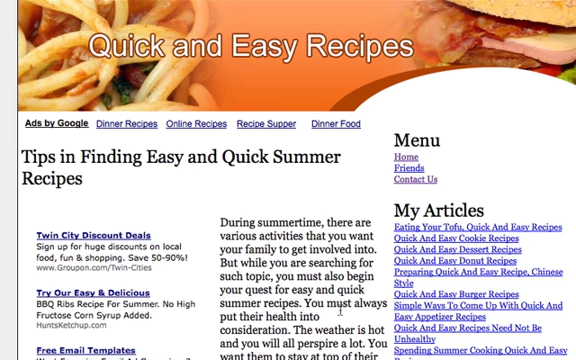 Quick and Easy Recipes
Ads by Google Dinner Recipes Online Recipes Recipe Supper Dinner Food
Tips in Finding Easy and Quick Summer
Recipes
Twin City Discount Deals
Sign up for huge discounts on local
food, fun & shopping. Save 50-90%!
www.Groupon.com/Twin-Cities
Try Our Easy & Delicious
BBQ Ribs Recipe For Summer. No High
Fructose Corn Syrup Added.
HuntsKetchup.com
Free Email Templates
During summertime, there are
various activities that you want
your family to get involved into.
But while you are searching for
such topic, you must also begin
your quest for easy and quick
summer recipes. You must always
put their health into
consideration. The weather is hot
and you will all perspire a lot. You
want them to stay at top of their
Menu
Home
Friends
Contact Us
My Articles
Eating Your Tofu, Quick And Easy Recipes
Quick And Easy Cookie Recipes
Quick And Easy Dessert Recipes
Quick And Easy Donut Recipes
Preparing Quick And Easy Recipe, Chinese
Style
Quick And Easy Burger Recipes
Simple Ways To Come Up With Quick And
Easy Appetizer Recipes
Quick And Easy Recipes Need Not Be
Unhealthy
Spending Summer Cooking Quick And Easy